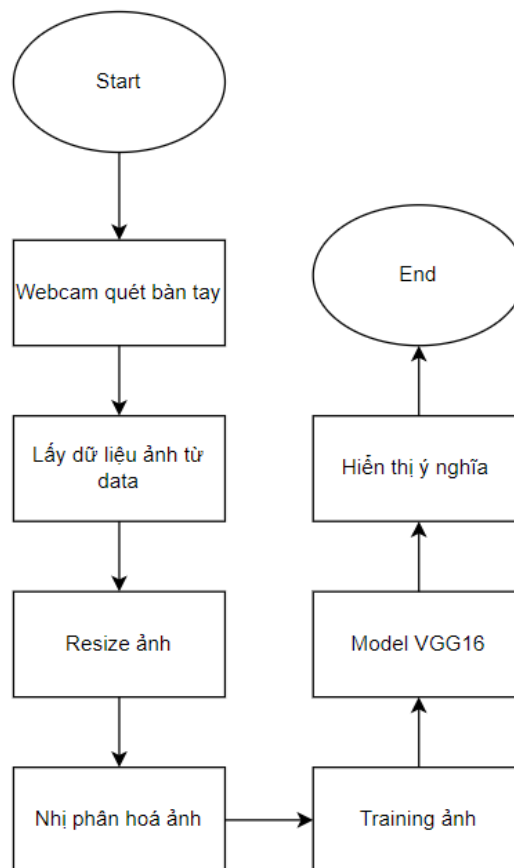 Start
Webcam quét bàn tay
Lấy dữ liệu ảnh từ
data
Resize ảnh
Nhị phân hoá ảnh
Training ảnh
Model VGG16
Hiển thị ý nghĩa
End